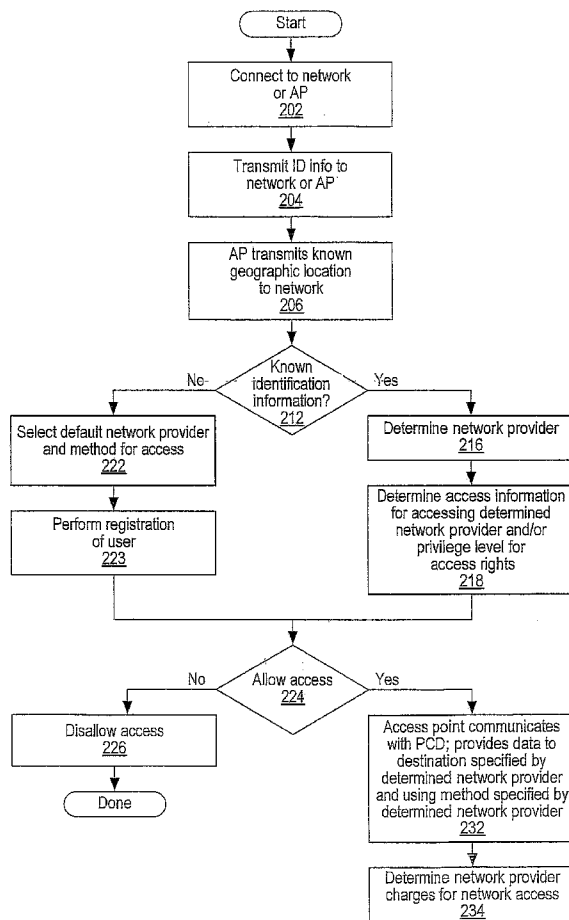 Start
Connect to network
or AP
202
Transmit ID info to
network or AP
204
AP transmits known
geographic location
to network
206
Known
identification
information?
212
No
Yes
Select default network provider
and method for access
222
Perform registration
of user
223
Determine network provider
216
Determine access information
for accessing determined
network provider and/or
privilege level for
access rights
218
Allow access
224
No
Yes
Disallow access
226
Done
Access point communicates
with PCD; provides data to
destination specified by
determined network provider
and using method specified by
determined network provider
232
Determine network provider
charges for network access
234